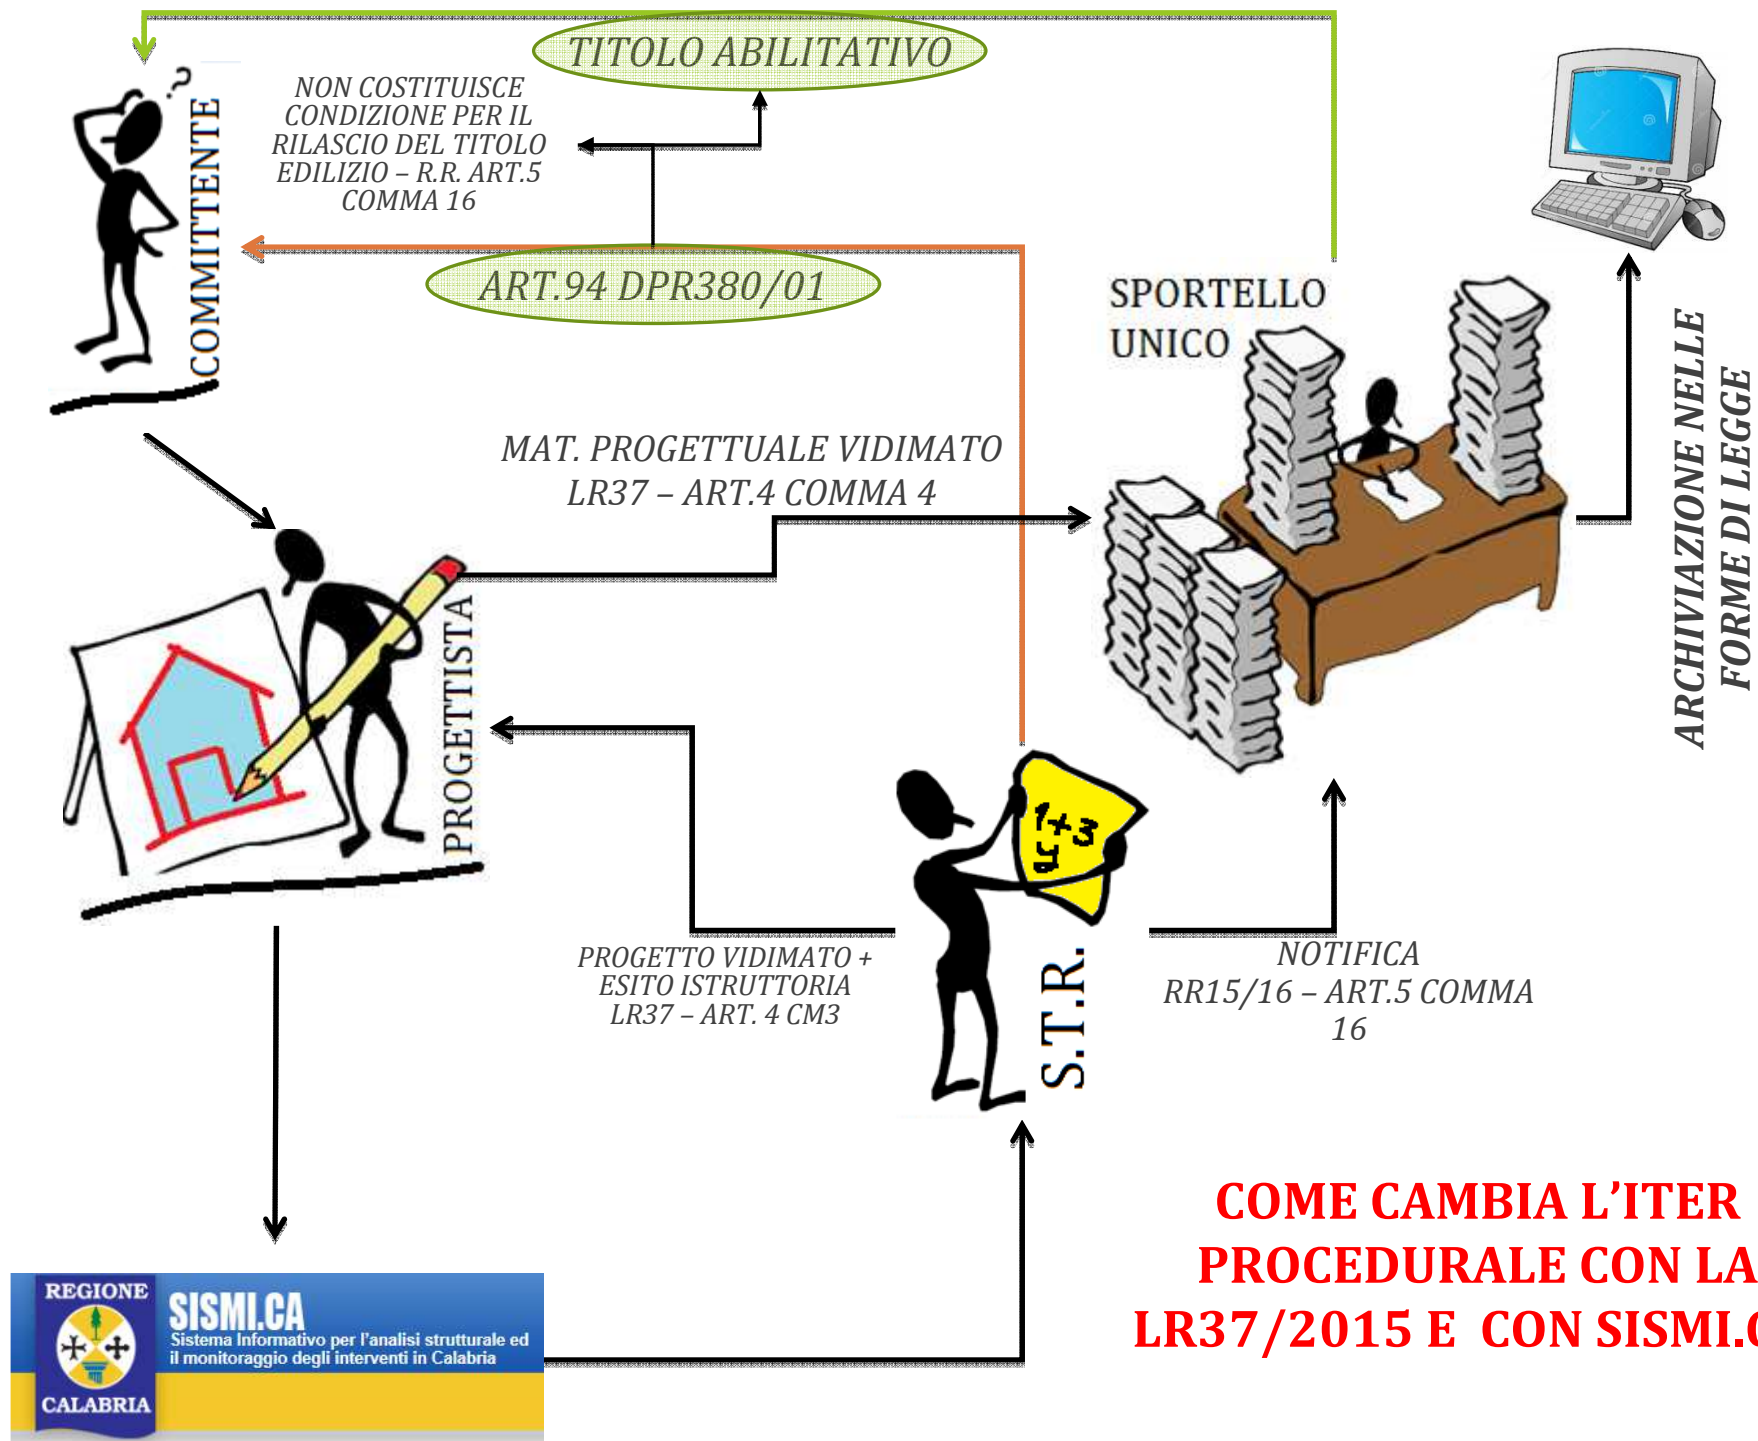 TITOLO ABILITATIVO
NON COSTITUISCE
CONDIZIONE PER IL
RILASCIO DEL TITOLO
EDILIZIO – R.R. ART.5
COMMA 16
COMMITTENTE
ART.94 DPR380/01
SPORTELLO
UNICO
ARCHIVIAZIONE NELLE
FORME DI LEGGE
MAT. PROGETTUALE VIDIMATO
LR37 – ART.4 COMMA 4
PROGETTISTA
1+3
PROGETTO VIDIMATO +
ESITO ISTRUTTORIA
LR37 – ART. 4 CM3
S.T.R.
NOTIFICA
RR15/16 – ART.5 COMMA
16
COME CAMBIA L’ITER
PROCEDURALE CON LA
LR37/2015 E CON SISMI.C
REGIONE
CALABRIA
SISMI.CA
Sistema Informativo per l'analisi strutturale ed
il monitoraggio degli interventi in Calabria